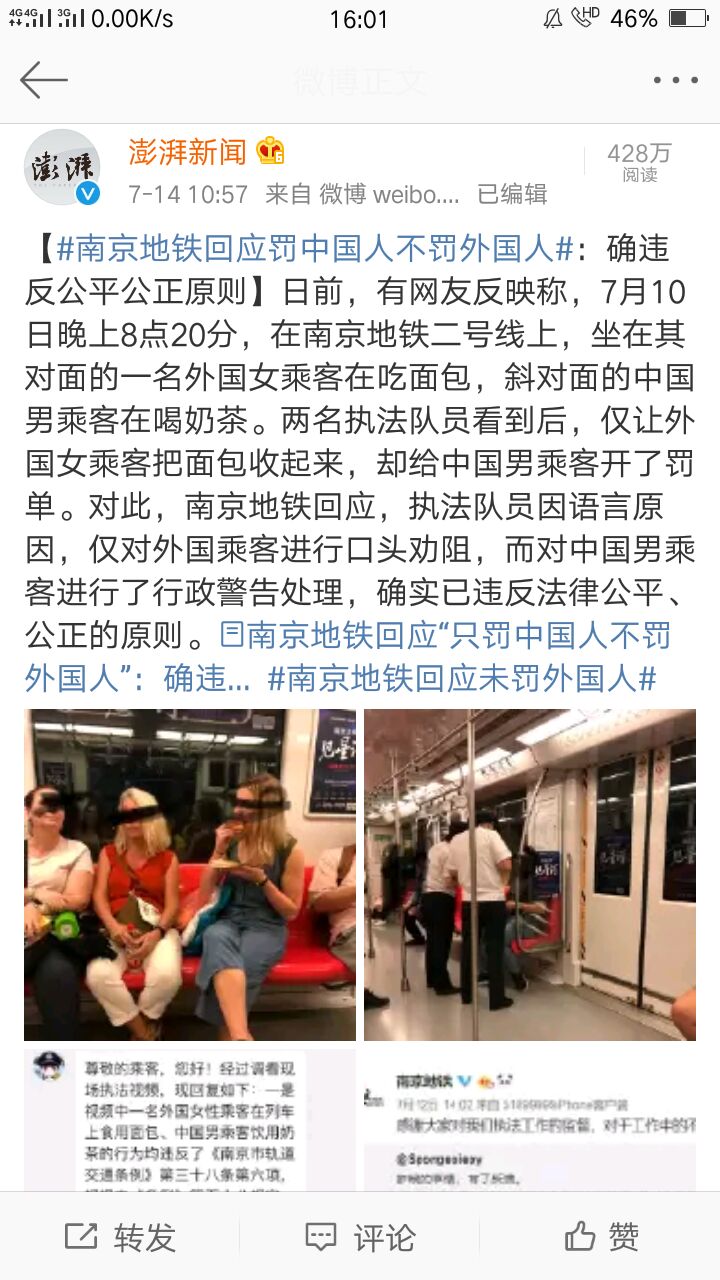 4G 4G 3G 0.00K/s 16:01 HD 46%
微博正文
澎湃
澎湃新闻
428万
阅读
7-14 10:57 来自 微博 weibo.... 已编辑
【#南京地铁回应罚中国人不罚外国人#：确违
反公平公正原则】日前，有网友反映称，7月10
日晚上8点20分，在南京地铁二号线上，坐在其
对面的一名外国女乘客在吃面包，斜对面的中国
男乘客在喝奶茶。两名执法队员看到后，仅让外
国女乘客把面包收起来，却给中国男乘客开了罚
单。对此，南京地铁回应，执法队员因语言原
因，仅对外国乘客进行口头劝阻，而对中国男乘
客进行了行政警告处理，确实已违反法律公平、
公正的原则。南京地铁回应“只罚中国人不罚
外国人”：确违... #南京地铁回应未罚外国人#
尊敬的乘客，您好！经过调看现
场执法视频，现回复如下：一是
视频中一名外国女性乘客在列车
上食用面包、中国男乘客饮用奶
茶的行为均违反了《南京市轨道
交通条例》第三十八条第六项，
南京地铁
7月12日 14:02 来自
感谢大家对我们执法工作的监督，对于工作中的不
@Spongesiesy
转发 评论 赞